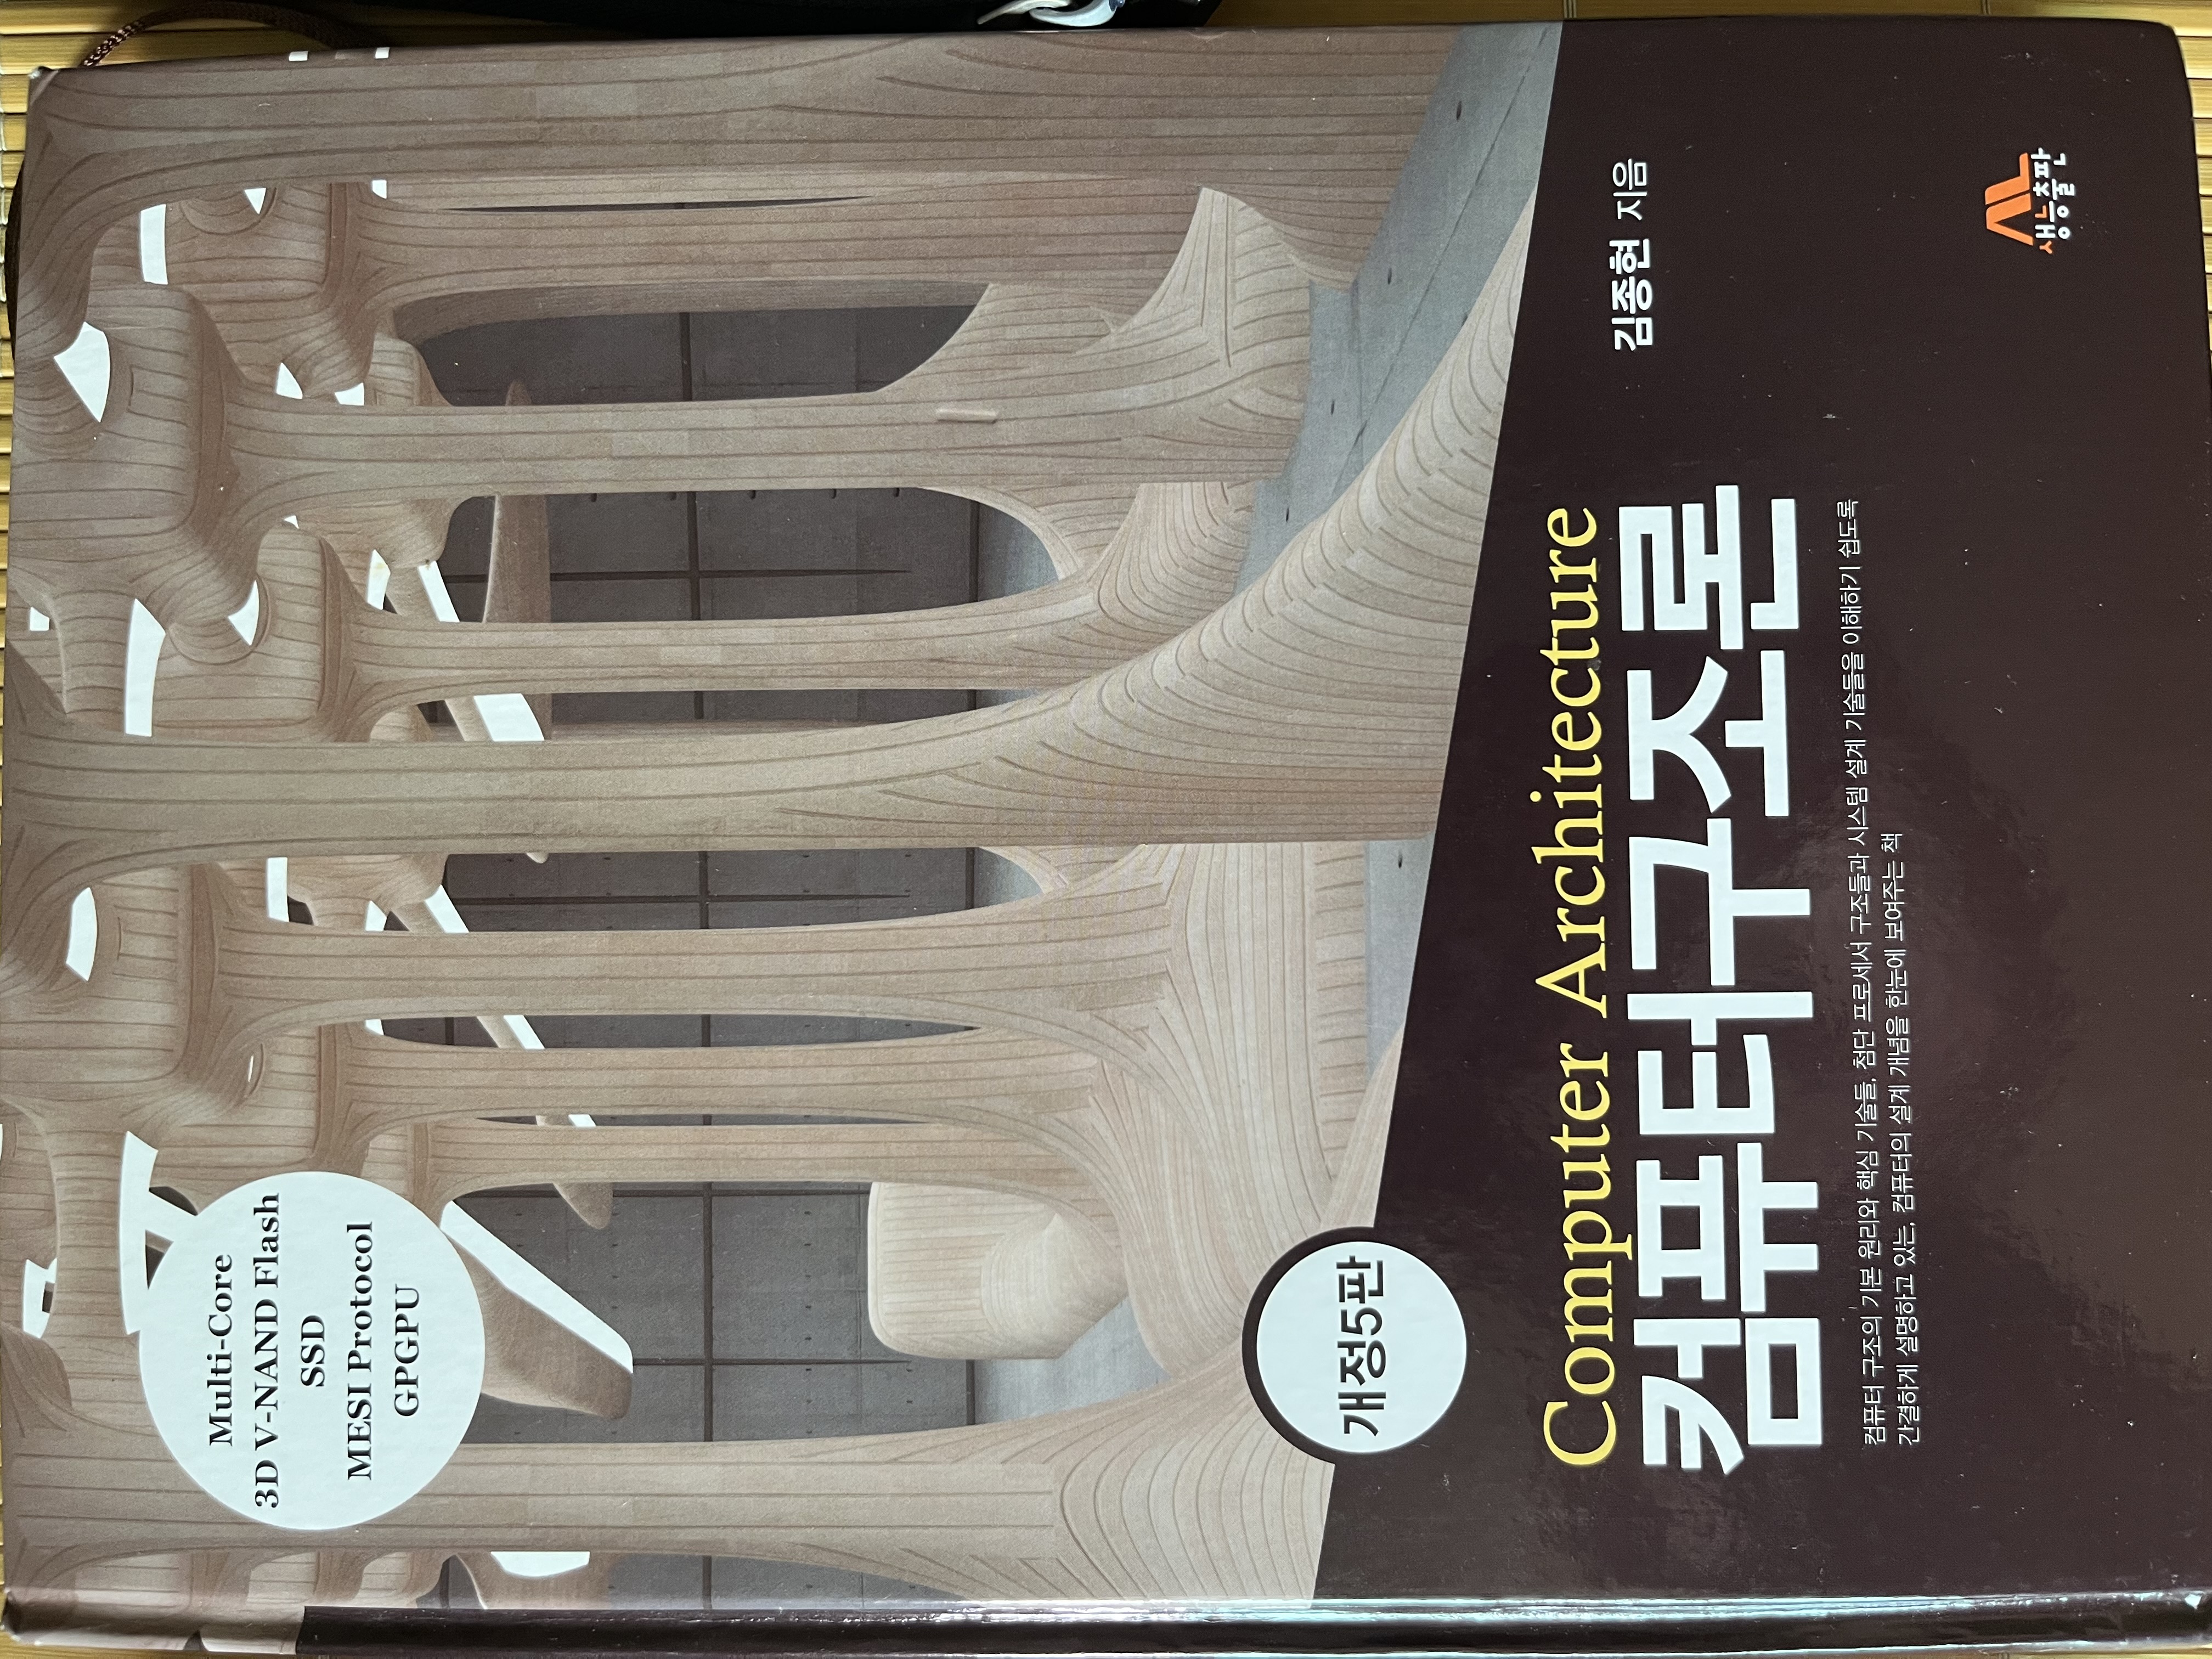 Multi-Core
3D V-NAND Flash
SSD
MESI Protocol
GPGPU
개정5판
Computer Architecture
컴퓨터구조론
김종현 지음
컴퓨터 구조의 기본 원리와 핵심 기술들, 첨단 프로세서 구조들과 시스템 설계 기술들을 이해하기 쉽도록
간결하게 설명하고 있는, 컴퓨터의 설계 개념을 한눈에 보여주는 책
생능출판